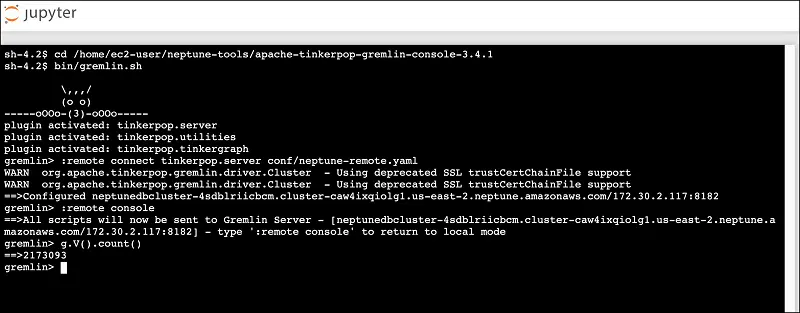 jupyter
sh-4.2$ cd /home/ec2-user/neptune-tools/apache-tinkerpop-gremlin-console-3.4.1
sh-4.2$ bin/gremlin.sh
\,,,/
(o o)
-----oOOo-(3)-oOOo-----
plugin activated: tinkerpop.server
plugin activated: tinkerpop.utilities
plugin activated: tinkerpop.tinkergraph
gremlin> :remote connect tinkerpop.server conf/neptune-remote.yaml
WARN  org.apache.tinkerpop.gremlin.driver.Cluster  - Using deprecated SSL trustCertChainFile support
WARN  org.apache.tinkerpop.gremlin.driver.Cluster  - Using deprecated SSL trustCertChainFile support
==>Configured neptunedbcluster-4sdblriicbcm.cluster-caw4ixqiolg1.us-east-2.neptune.amazonaws.com/172.30.2.117:8182
gremlin> :remote console
==>All scripts will now be sent to Gremlin Server - [neptunedbcluster-4sdblriicbcm.cluster-caw4ixqiolg1.us-east-2.neptune.a
mazonaws.com/172.30.2.117:8182] - type ':remote console' to return to local mode
gremlin> g.V().count()
==>2173093
gremlin>